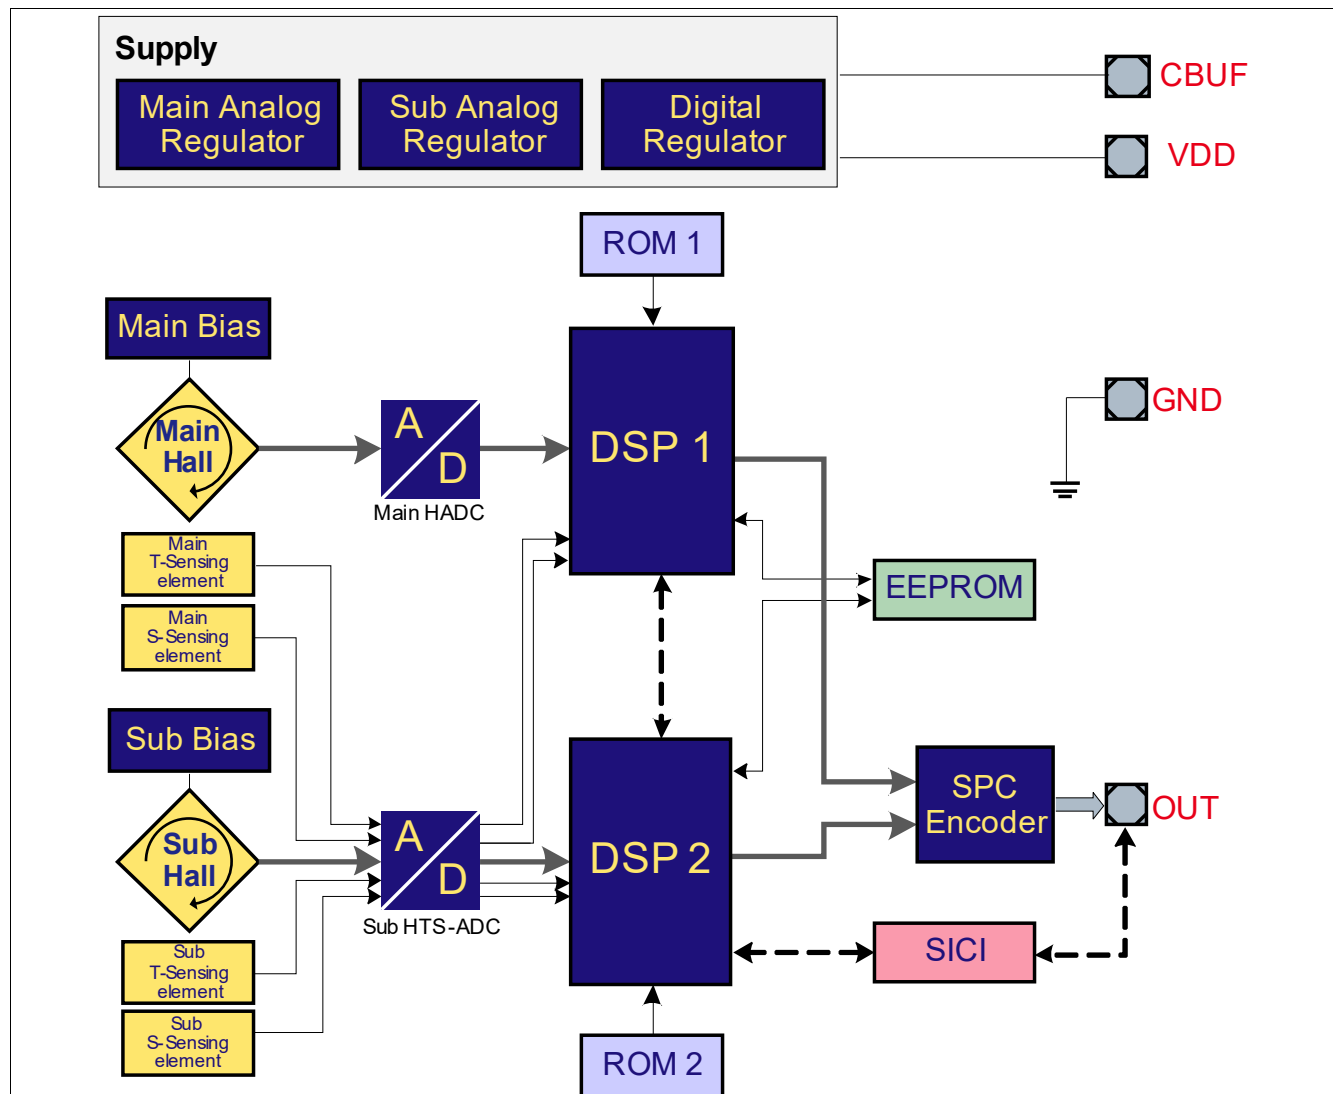 Supply
Main Analog
Regulator
Sub Analog
Regulator
Digital
Regulator
CBUF
VDD
ROM 1
Main Bias
Main
Hall
A
D
Main HADC
DSP 1
GND
Main
T-Sensing
element
Main
S-Sensing
element
EEPROM
Sub Bias
Sub
Hall
A
D
Sub HTS-ADC
DSP 2
SPC
Encoder
OUT
Sub
T-Sensing
element
SICI
Sub
S-Sensing
element
ROM 2